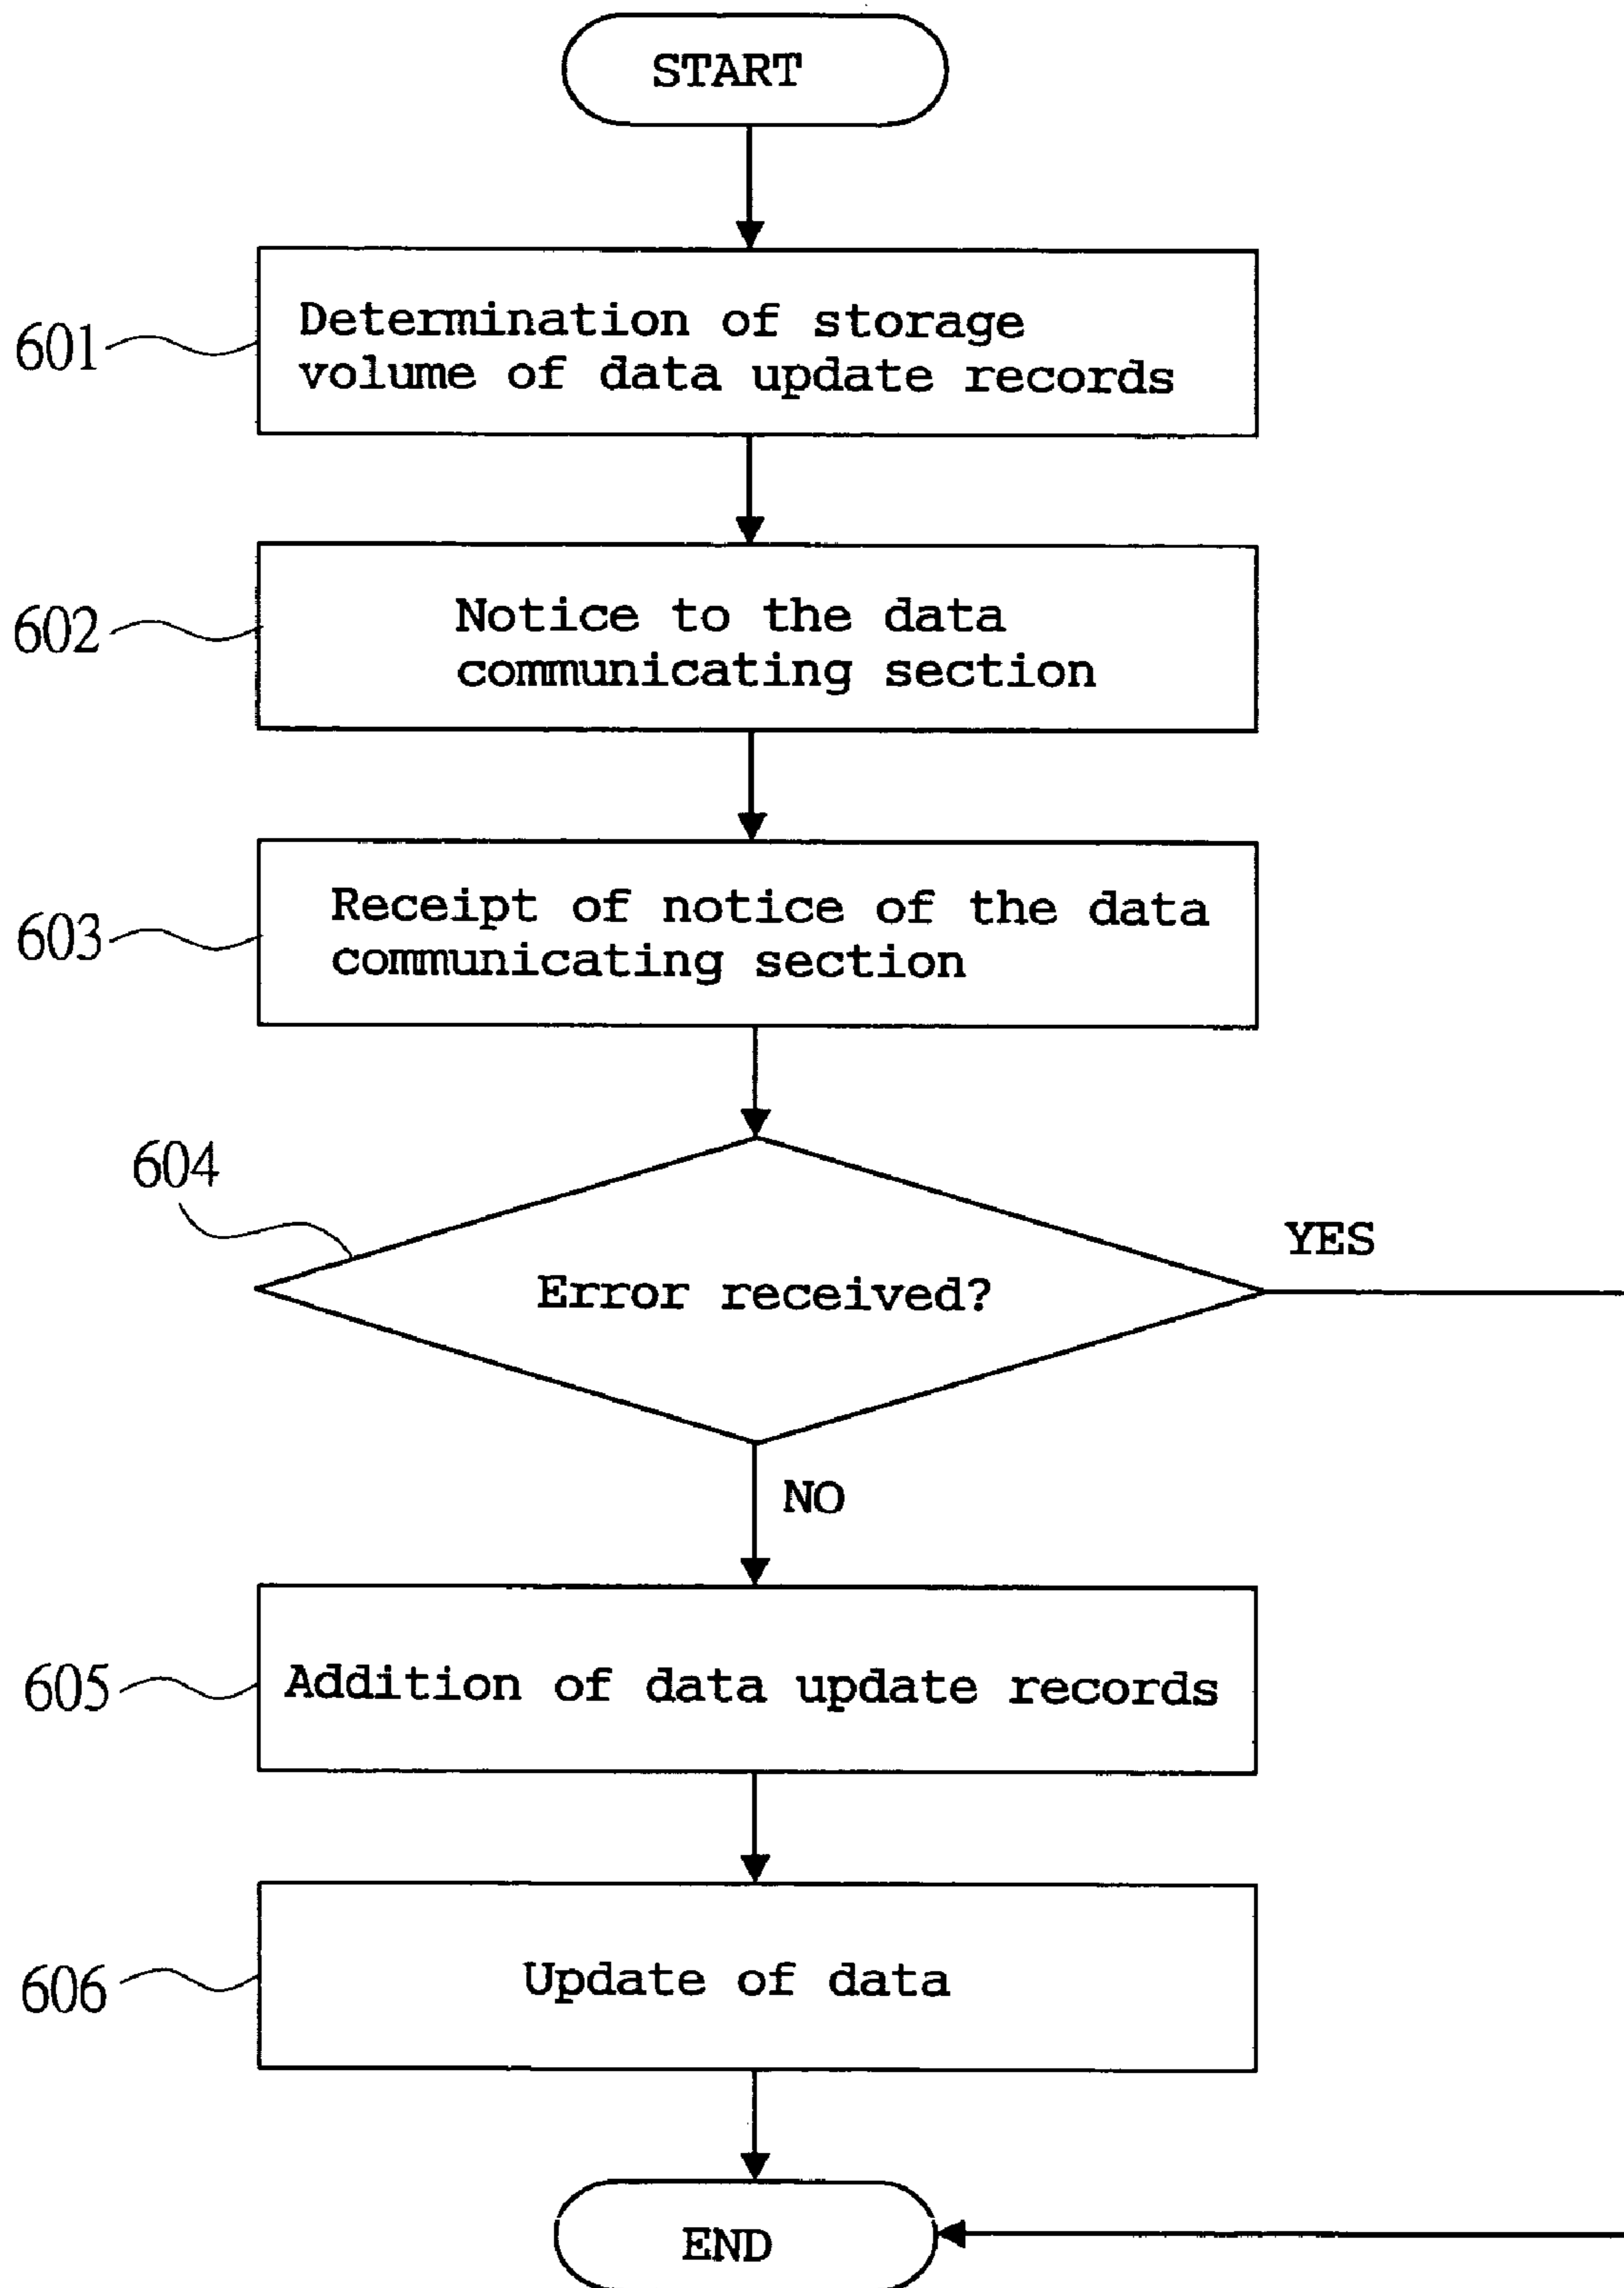 START
601
Determination of storage
volume of data update records
602
Notice to the data
communicating section
603
Receipt of notice of the data
communicating section
604
Error received?
YES
NO
605
Addition of data update records
606
Update of data
END